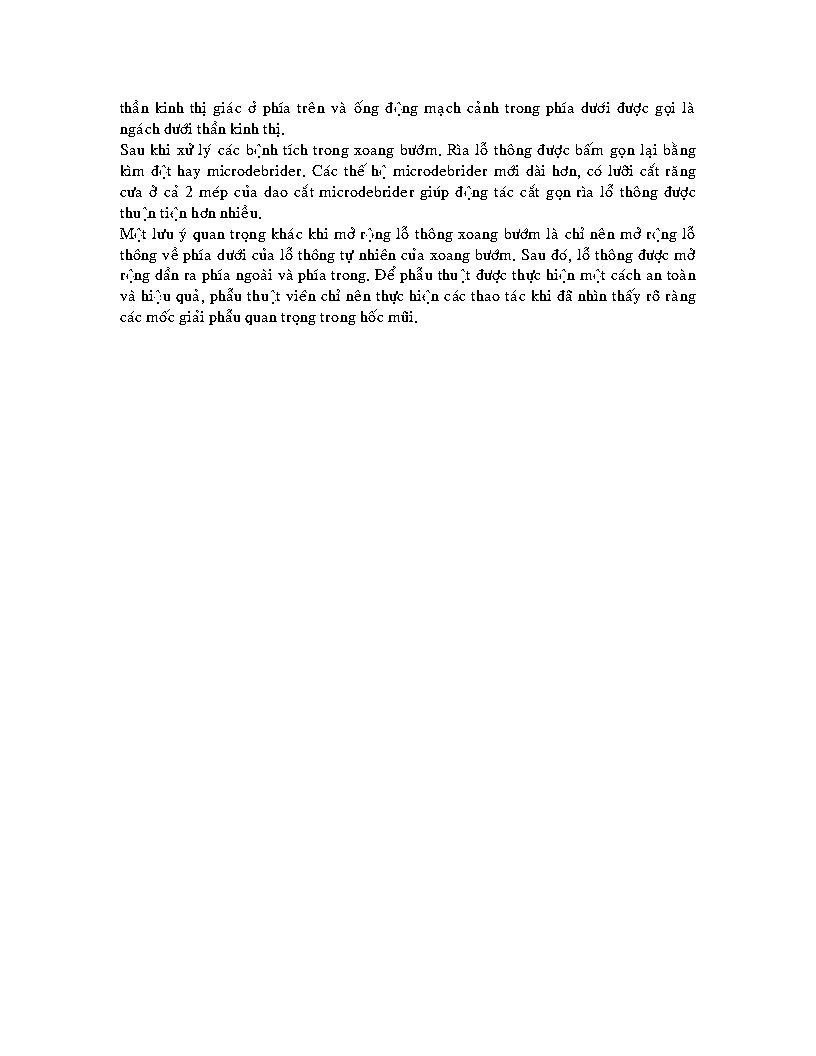 thần kinh thị giác ở phía trên và ống động mạch cảnh trong phía dưới được gọi là
ngách dưới thần kinh thị.
Sau khi xử lý các bệnh tích trong xoang bướm. Rìa lỗ thông được bấm gọn lại bằng
kìm đột hay microdebrider. Các thế hệ microdebrider mới dài hơn, có lưỡi cắt răng
cưa ở cả 2 mép của dao cắt microdebrider giúp động tác cắt gọn rìa lỗ thông được
thuận tiện hơn nhiều.
Một lưu ý quan trọng khác khi mở rộng lỗ thông xoang bướm là chỉ nên mở rộng lỗ
thông về phía dưới của lỗ thông tự nhiên của xoang bướm. Sau đó, lỗ thông được mở
rộng dần ra phía ngoài và phía trong. Để phẫu thuật được thực hiện một cách an toàn
và hiệu quả, phẫu thuật viên chỉ nên thực hiện các thao tác khi đã nhìn thấy rõ ràng
các mốc giải phẫu quan trọng trong hốc mũi.